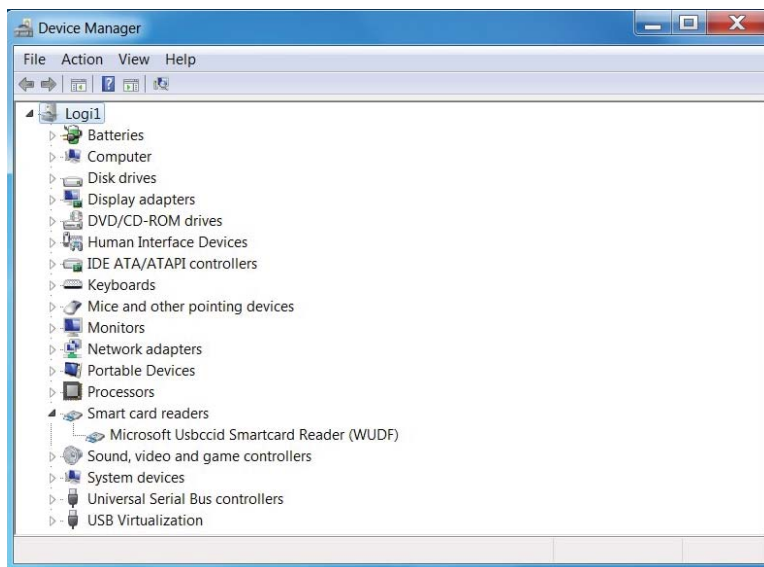 Device Manager
File Action View Help
Logi1
Batteries
Computer
Disk drives
Display adapters
DVD/CD-ROM drives
Human Interface Devices
IDE ATA/ATAPI controllers
Keyboards
Mice and other pointing devices
Monitors
Network adapters
Portable Devices
Processors
Smart card readers
Microsoft Usbccid Smartcard Reader (WUDF)
Sound, video and game controllers
System devices
Universal Serial Bus controllers
USB Virtualization